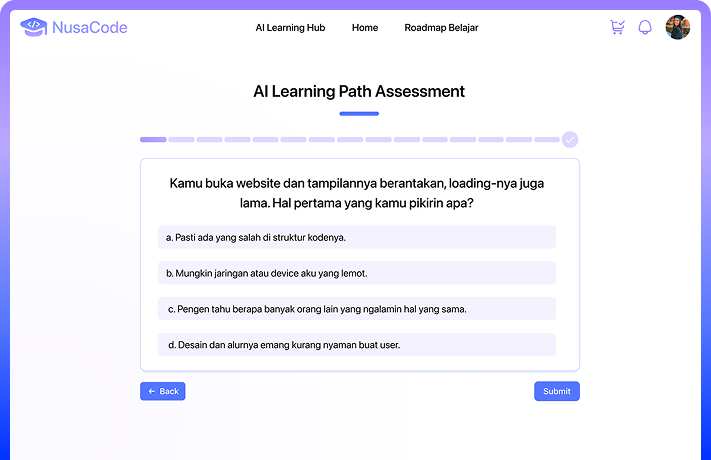 NusaCode
AI Learning Hub
Home
Roadmap Belajar
AI Learning Path Assessment
Kamu buka website dan tampilannya berantakan, loading-nya juga
lama. Hal pertama yang kamu pikirin apa?
a. Pasti ada yang salah di struktur kodenya.
b. Mungkin jaringan atau device aku yang lemot.
c. Pengen tahu berapa banyak orang lain yang ngalamin hal yang sama.
d. Desain dan alurnya emang kurang nyaman buat user.
← Back
Submit